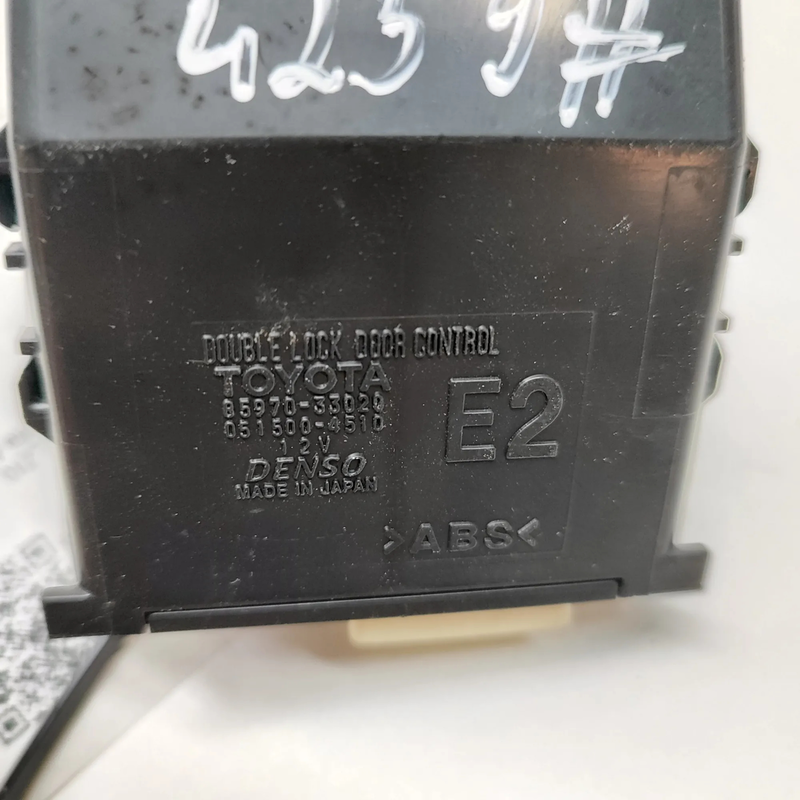 4259#
DOUBLE LOCK DOOR CONTROL
TOYOTA
85970-33020
051500-4510
12V
DENSO
MADE IN JAPAN
E2
>ABS<